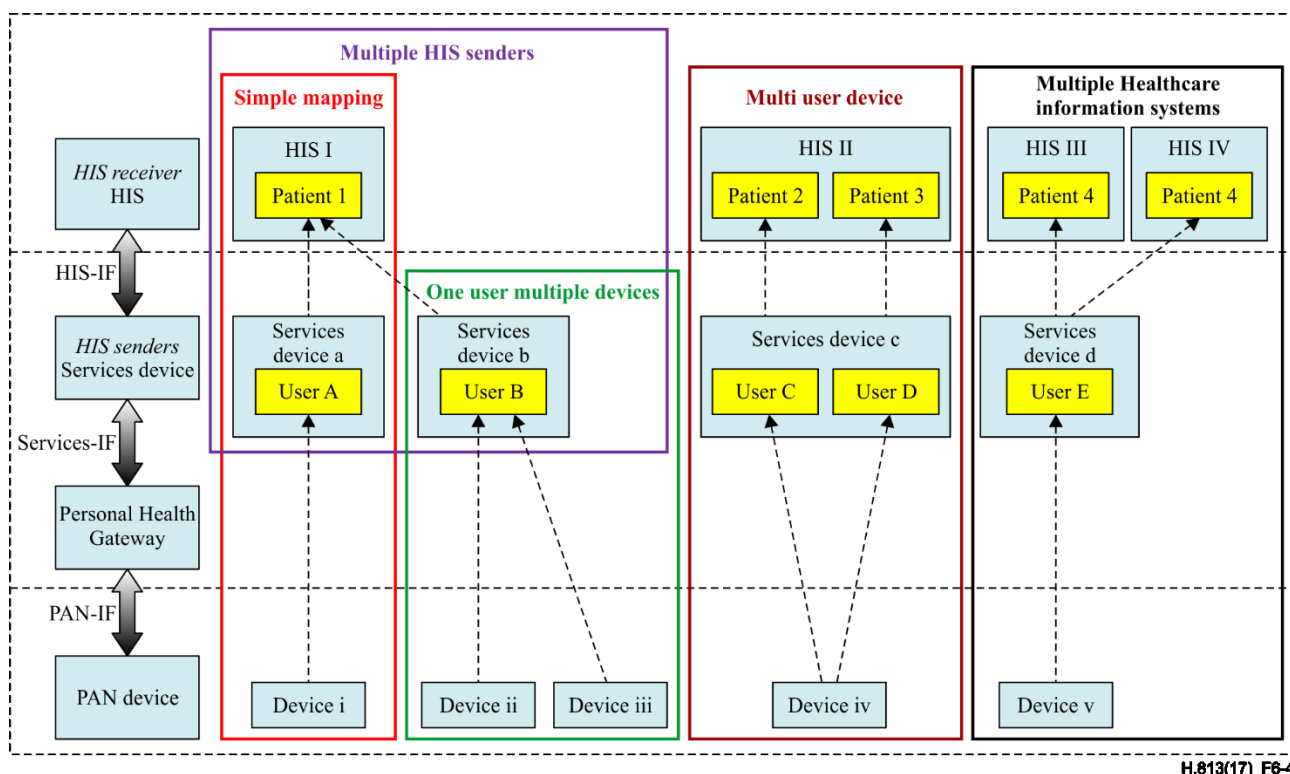 Multiple HIS senders
Simple mapping
Multi user device
Multiple Healthcare
information systems
HIS receiver
HIS
HIS I
Patient 1
HIS II
Patient 2
Patient 3
HIS III
Patient 4
HIS IV
Patient 4
HIS-IF
One user multiple devices
HIS senders
Services device
Services
device a
User A
Services
device b
User B
Services device c
User C
User D
Services
device d
User E
Services-IF
Personal Health
Gateway
PAN-IF
PAN device
Device i
Device ii
Device iii
Device iv
Device v